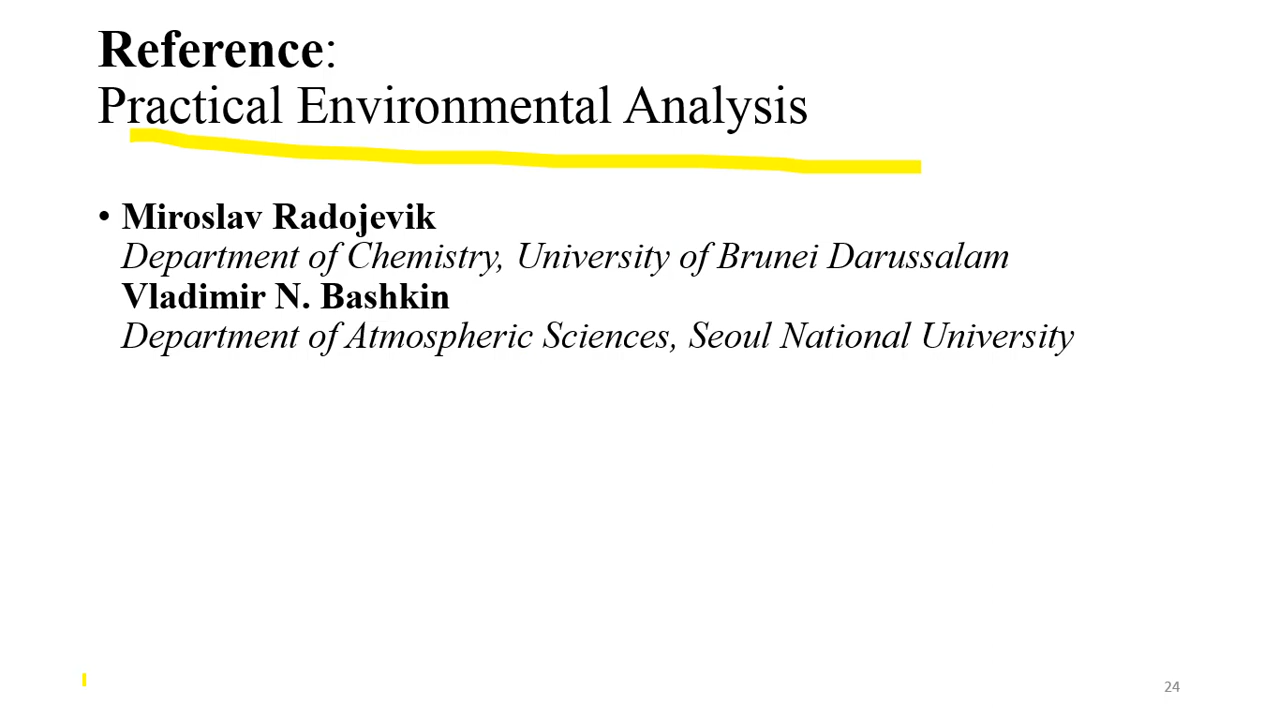 Reference:
Practical Environmental Analysis
• Miroslav Radojevik
Department of Chemistry, University of Brunei Darussalam
Vladimir N. Bashkin
Department of Atmospheric Sciences, Seoul National University
24